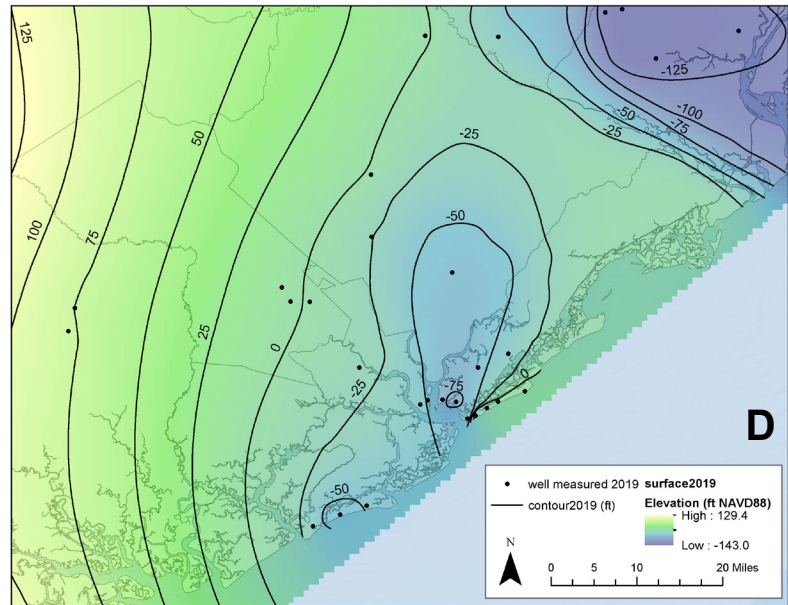 125
-125
-100
-50
-75
-25
50
-25
-50
100
75
25
0
-25
-75
0
-50
D
well measured 2019 surface2019
contour2019 (ft) Elevation (ft NAVD88)
High : 129.4
Low : -143.0
N
0 5 10 20 Miles